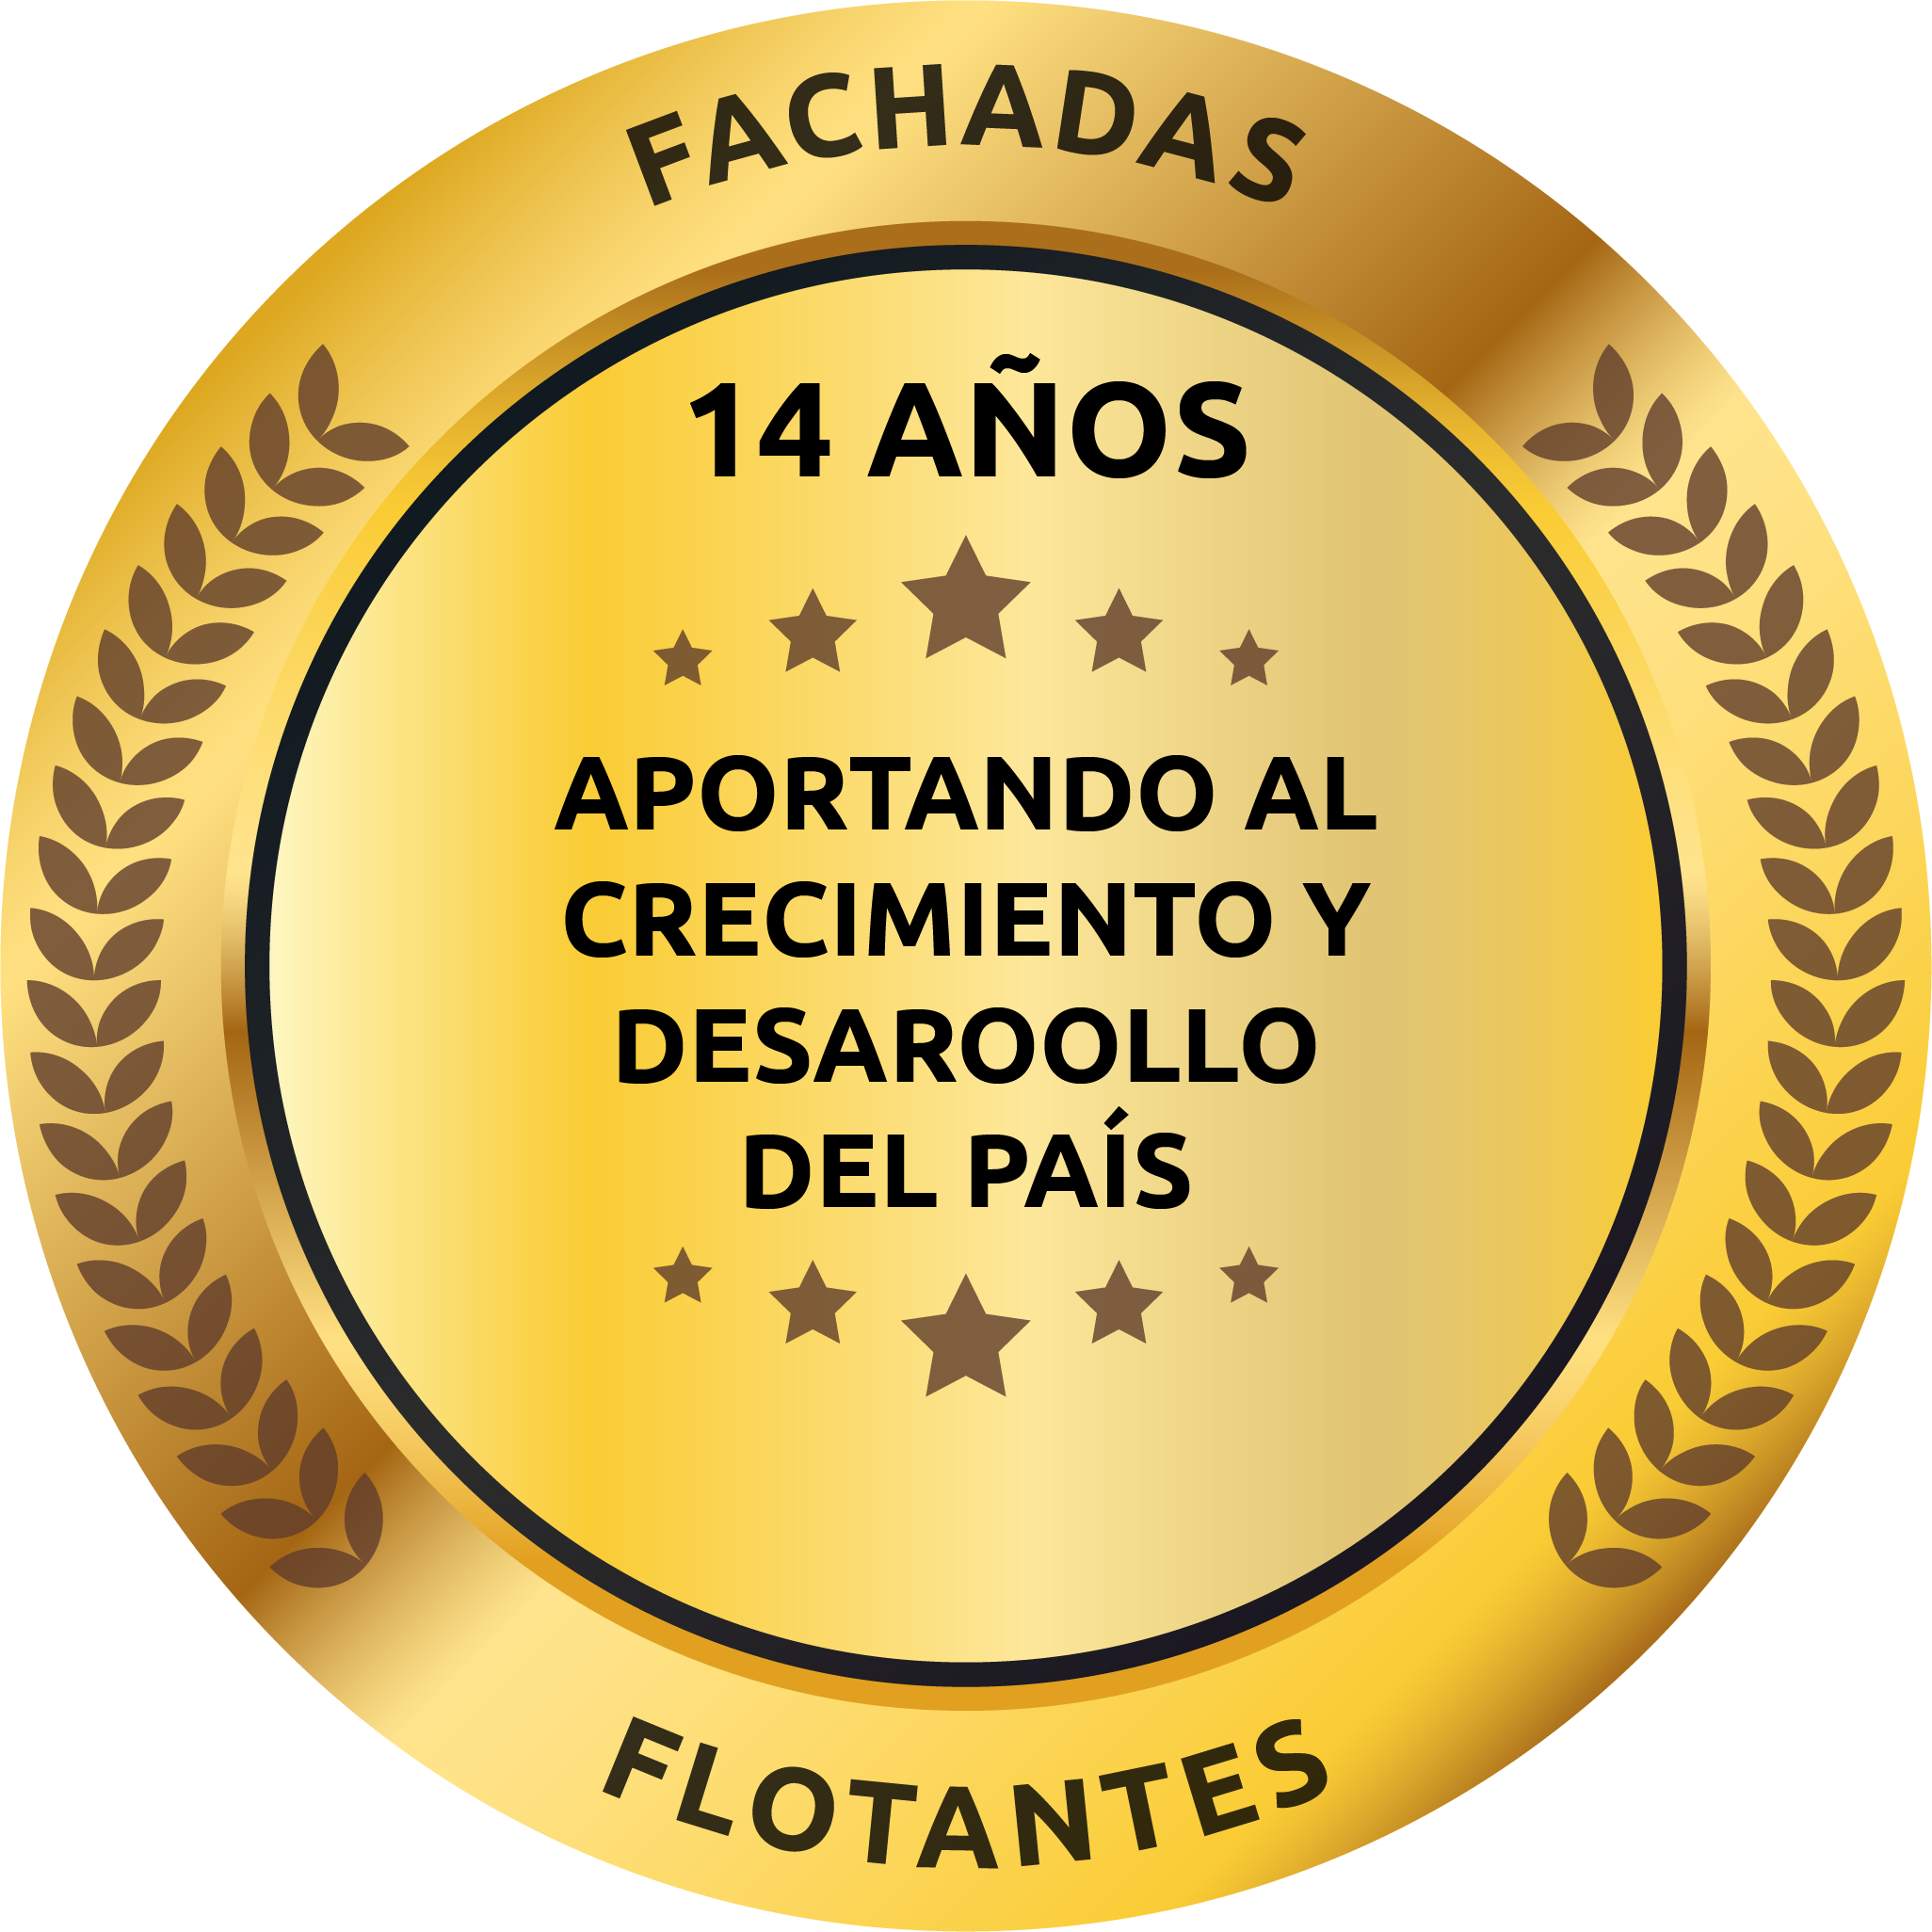 FACHADAS
14 AÑOS
APORTANDO AL
CRECIMIENTO Y
DESAROOLLO
DEL PAÍS
FLOTANTES